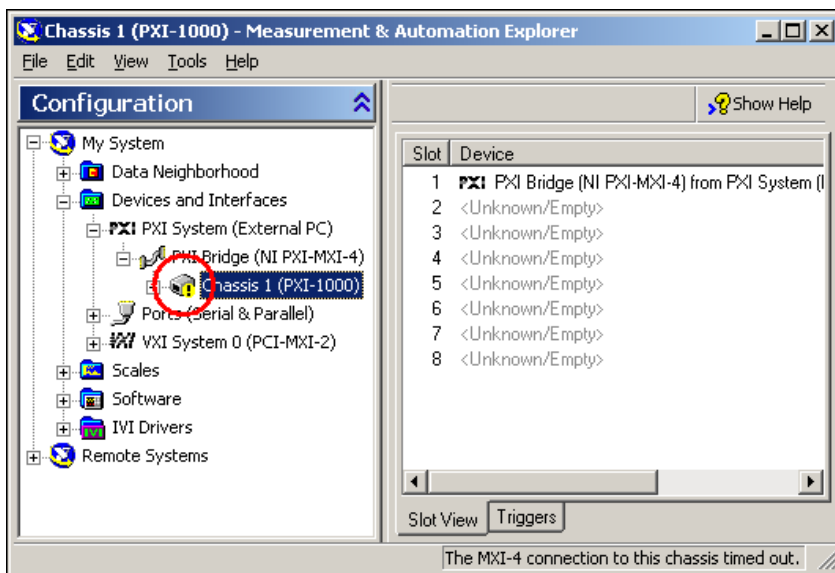 Chassis 1 (PXI-1000) - Measurement & Automation Explorer
File Edit View Tools Help
Configuration
Show Help
My System
Data Neighborhood
Devices and Interfaces
PXI PXI System (External PC)
PXI Bridge (NI PXI-MXI-4)
Chassis 1 (PXI-1000)
Ports (Serial & Parallel)
VXI VXI System 0 (PCI-MXI-2)
Scales
Software
IVI IVI Drivers
Remote Systems
Slot Device
1 PXI PXI Bridge (NI PXI-MXI-4) from PXI System (
2 <Unknown/Empty>
3 <Unknown/Empty>
4 <Unknown/Empty>
5 <Unknown/Empty>
6 <Unknown/Empty>
7 <Unknown/Empty>
8 <Unknown/Empty>
Slot View Triggers
The MXI-4 connection to this chassis timed out.